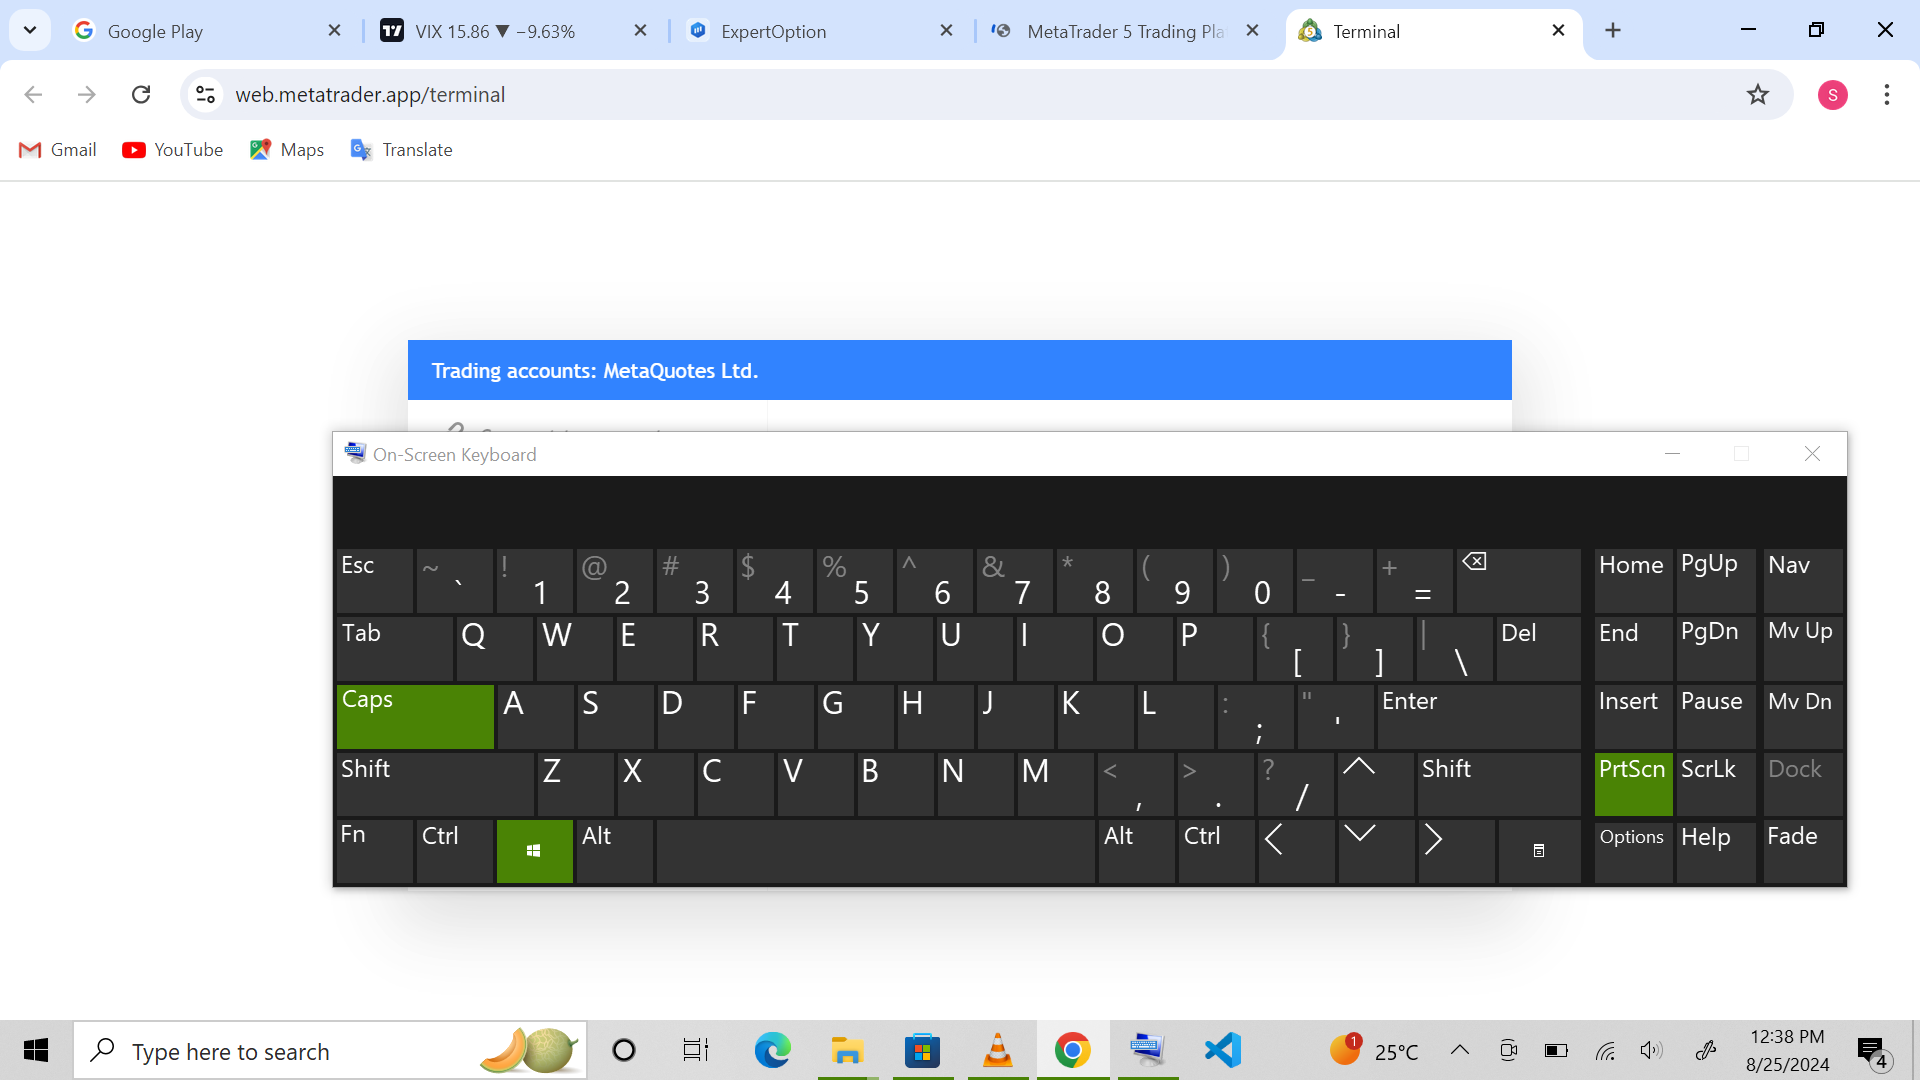 Google Play
VIX 15.86 ▼ −9.63%
ExpertOption
MetaTrader 5 Trading Pla
Terminal
web.metatrader.app/terminal
S
Gmail
YouTube
Maps
Translate
Trading accounts: MetaQuotes Ltd.
On-Screen Keyboard
Esc ~ ` ! 1 @ 2 # 3 $ 4 % 5 ^ 6 & 7 * 8 ( 9 ) 0 _ - + = Home PgUp Nav
Tab Q W E R T Y U I O P { [ } ] | \ Del End PgDn Mv Up
Caps A S D F G H J K L : ; " ' Enter Insert Pause Mv Dn
Shift Z X C V B N M < , > . ? / Shift PrtScn ScrLk Dock
Fn Ctrl Alt Alt Ctrl Options Help Fade
Type here to search
1
25°C
12:38 PM
8/25/2024
4